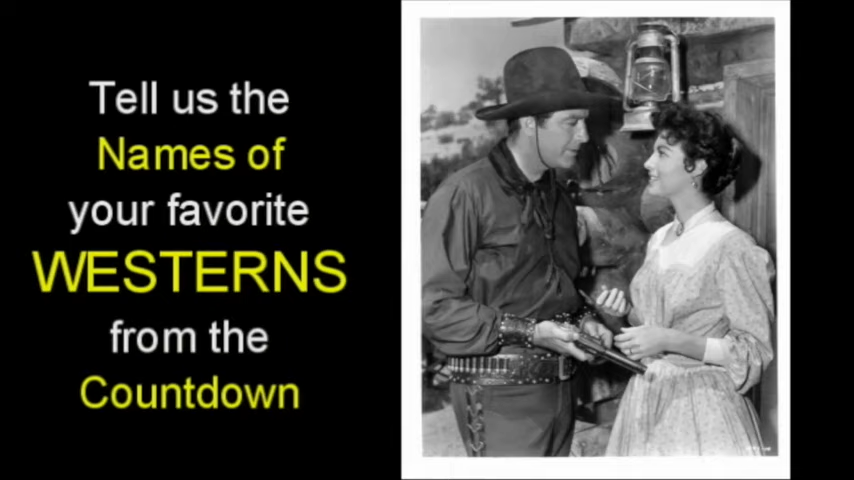 Tell us the
Names of
your favorite
WESTERNS
from the
Countdown